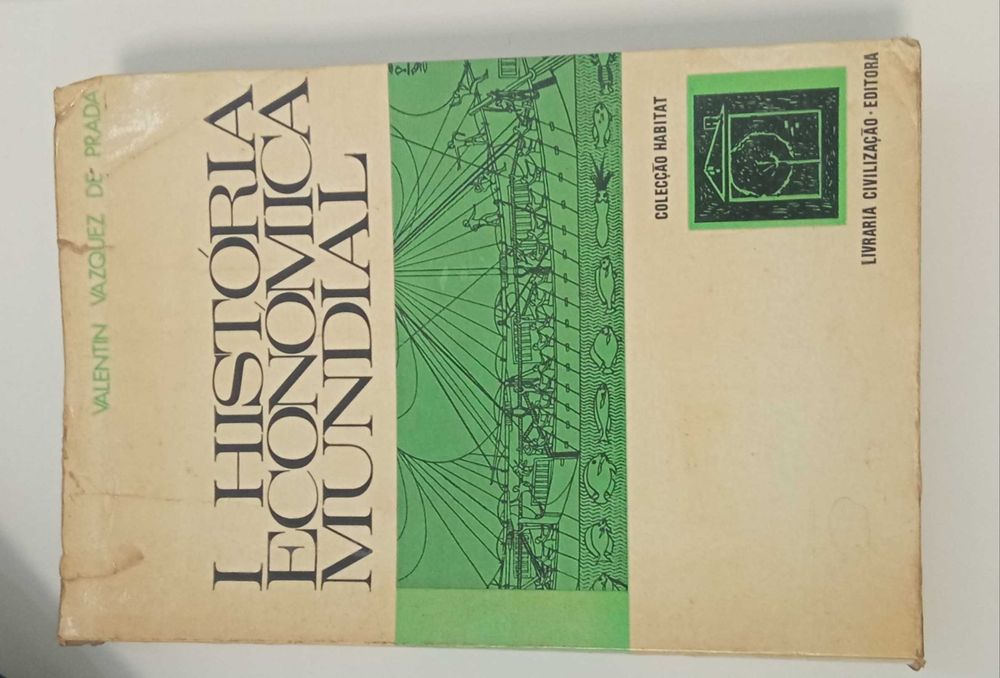 VALENTIN VAZQUEZ DE PRADA
I HISTÓRIA
ECONÓMICA
MUNDIAL
COLECÇÃO HABITAT
LIVRARIA CIVILIZAÇÃO · EDITORA